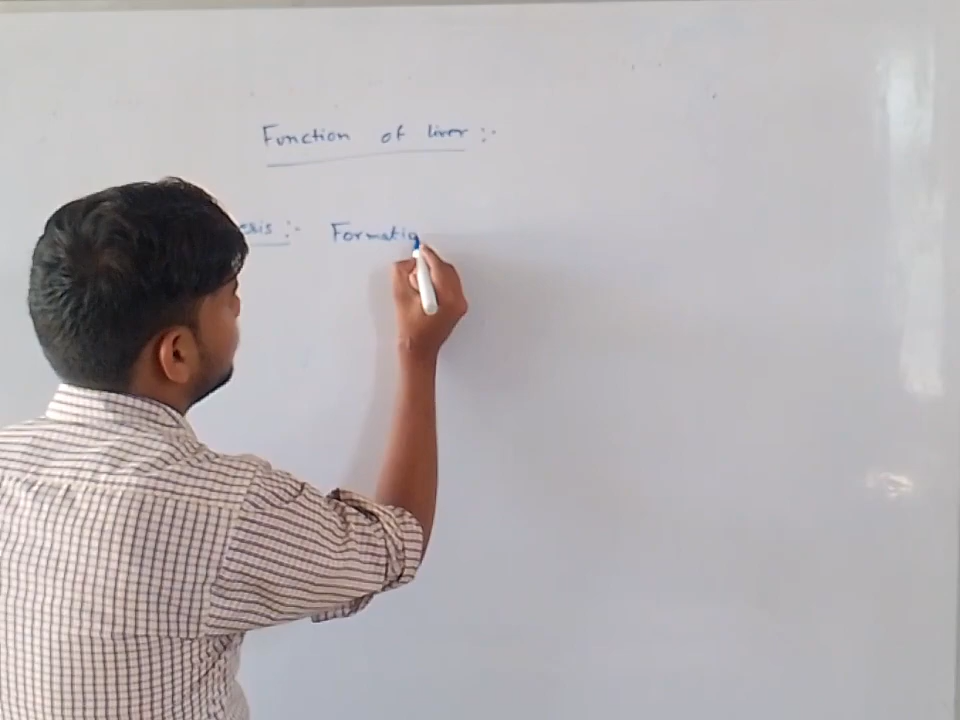 Function of liver :-
esis :- Formatio